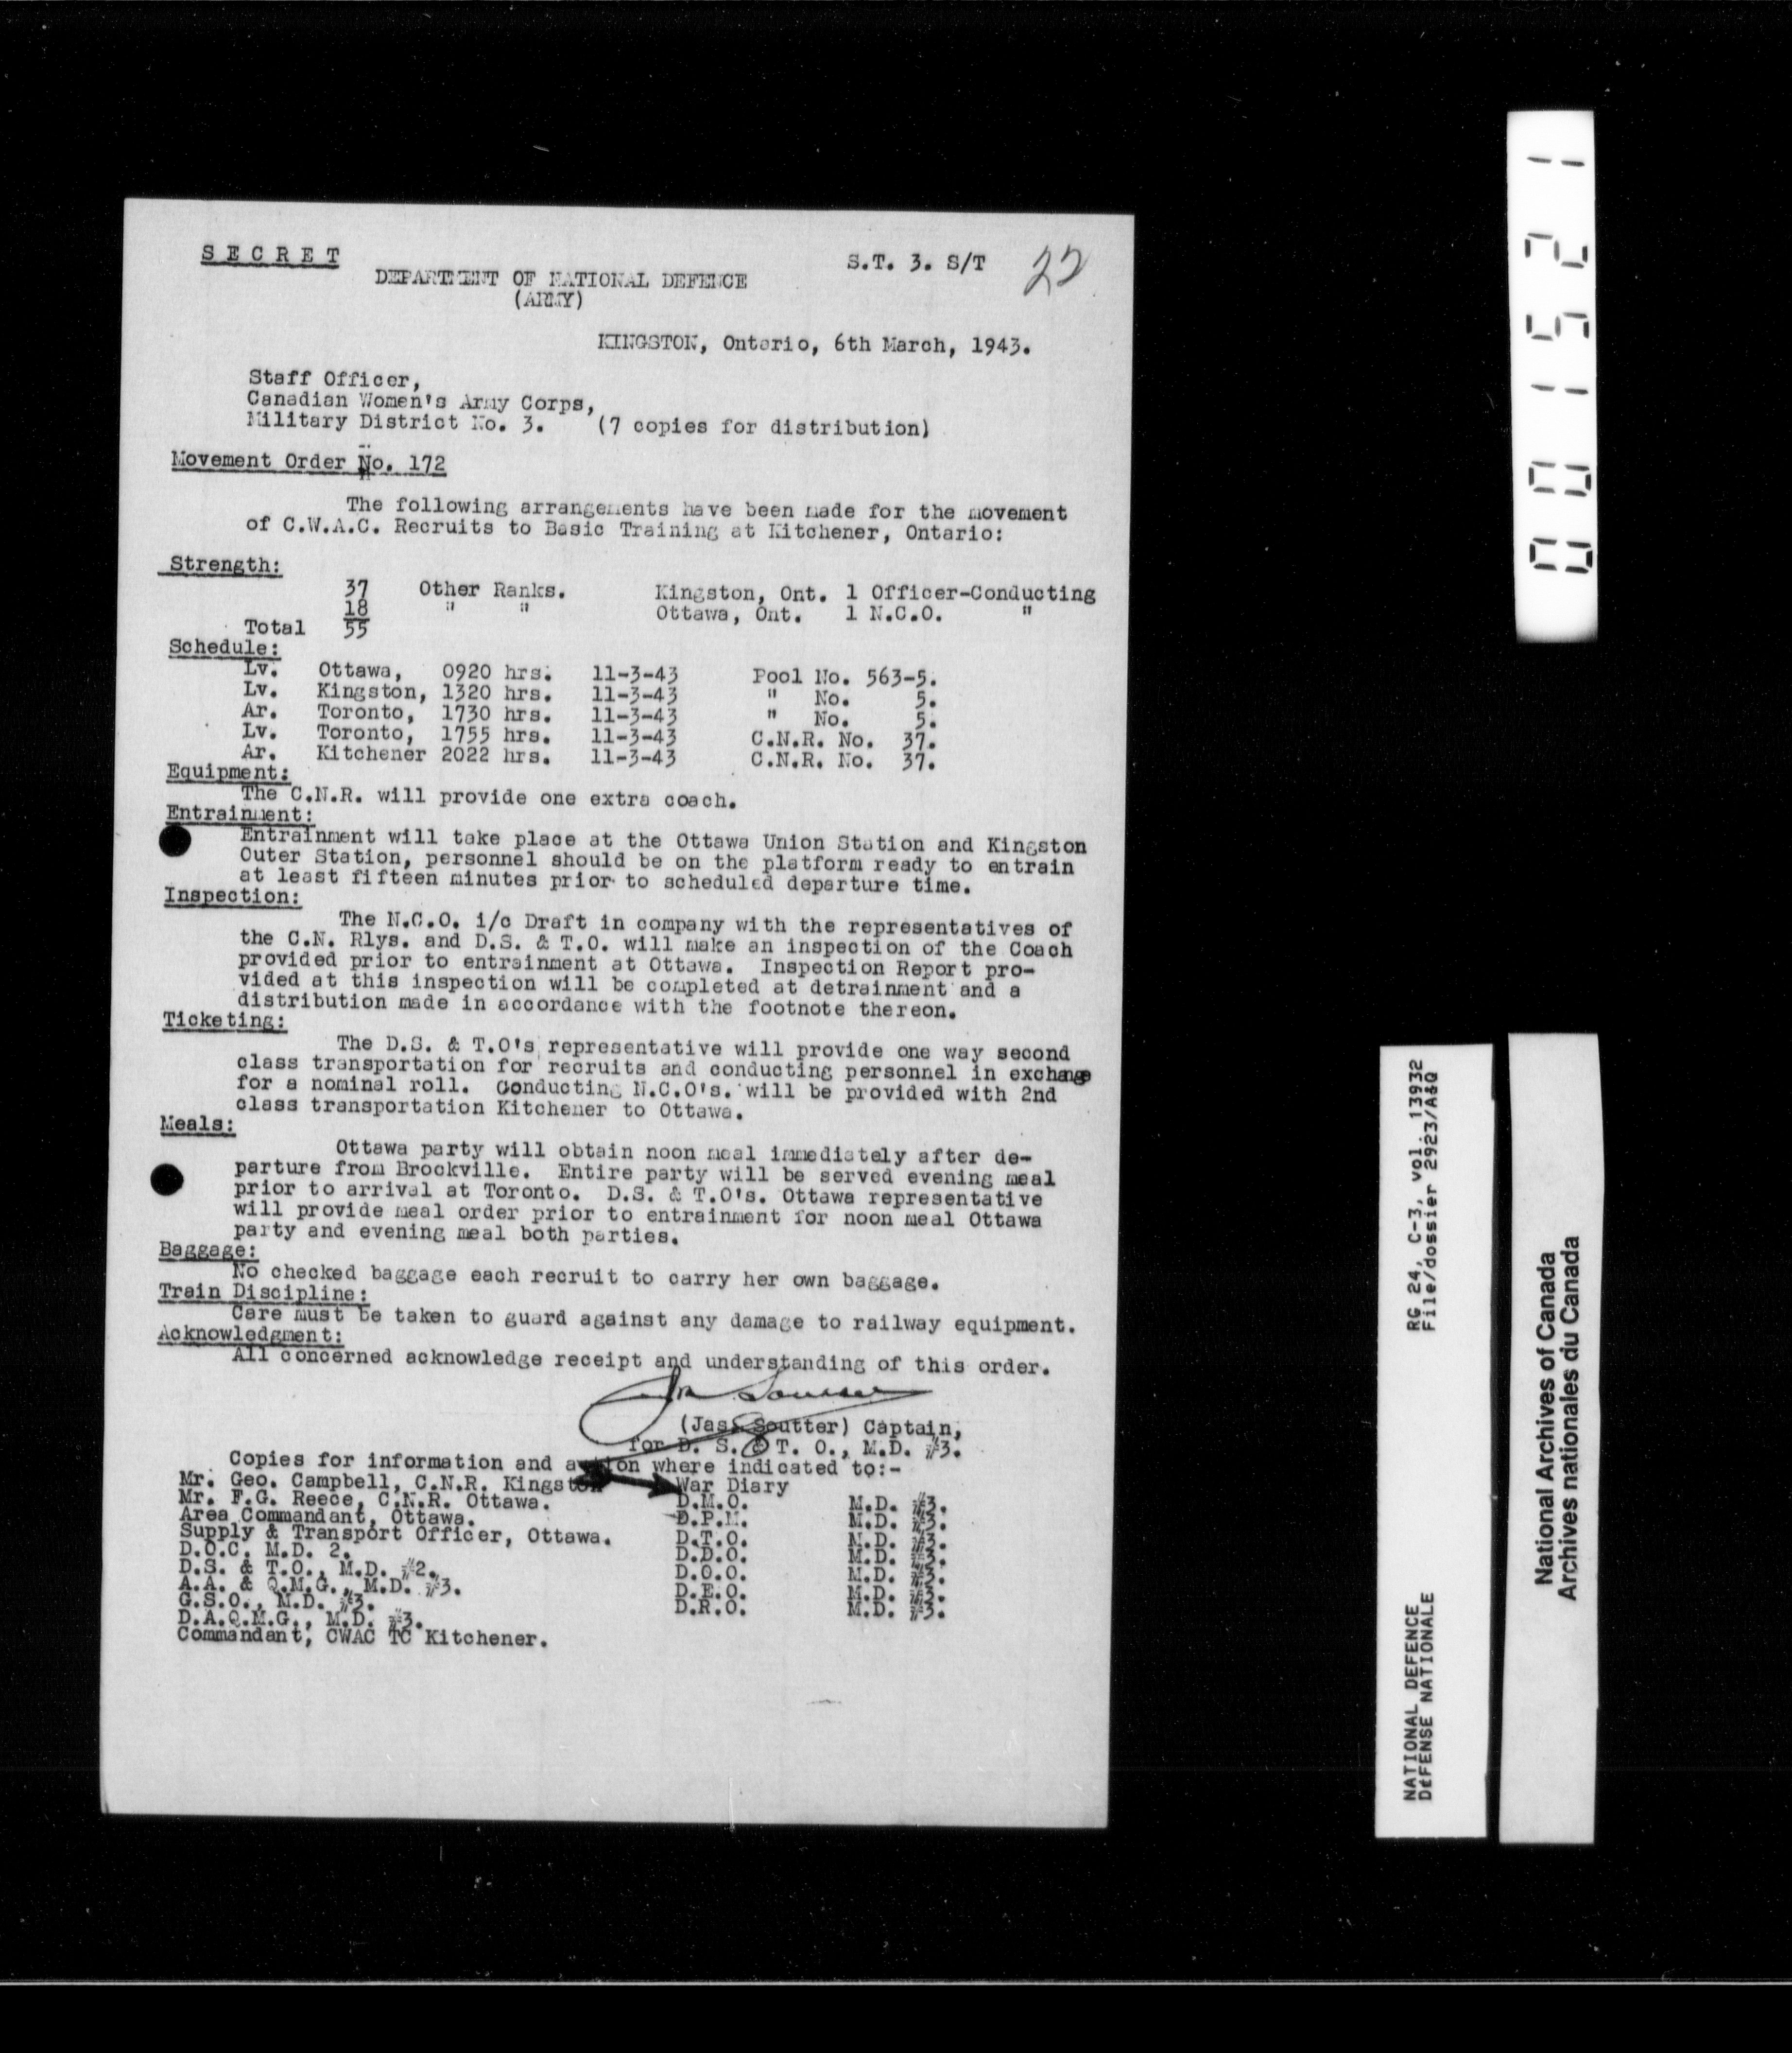 S E C R E T
S.T. 3. S/T
22
DEPARTMENT OF NATIONAL DEFENCE
(ARMY)
KINGSTON, Ontario, 6th March, 1943.
Staff Officer,
Canadian Women's Army Corps,
Military District No. 3. (7 copies for distribution)
Movement Order No. 172
The following arrangements have been made for the movement
of C.W.A.C. Recruits to Basic Training at Kitchener, Ontario:
Strength:
37 Other Ranks. Kingston, Ont. 1 Officer-Conducting
18 " " Ottawa, Ont. 1 N.C.O. "
Total 55
Schedule:
Lv. Ottawa, 0920 hrs. 11-3-43 Pool No. 563-5.
Lv. Kingston, 1320 hrs. 11-3-43 " No. 5.
Ar. Toronto, 1730 hrs. 11-3-43 " No. 5.
Lv. Toronto, 1755 hrs. 11-3-43 C.N.R. No. 37.
Ar. Kitchener 2022 hrs. 11-3-43 C.N.R. No. 37.
Equipment:
The C.N.R. will provide one extra coach.
Entrainment:
Entrainment will take place at the Ottawa Union Station and Kingston
Outer Station, personnel should be on the platform ready to entrain
at least fifteen minutes prior to scheduled departure time.
Inspection:
The N.C.O. i/c Draft in company with the representatives of
the C.N. Rlys. and D.S. & T.O. will make an inspection of the Coach
provided prior to entrainment at Ottawa. Inspection Report pro-
vided at this inspection will be completed at detrainment and a
distribution made in accordance with the footnote thereon.
Ticketing:
The D.S. & T.O's representative will provide one way second
class transportation for recruits and conducting personnel in exchange
for a nominal roll. Conducting N.C.O's. will be provided with 2nd
class transportation Kitchener to Ottawa.
Meals:
Ottawa party will obtain noon meal immediately after de-
parture from Brockville. Entire party will be served evening meal
prior to arrival at Toronto. D.S. & T.O's. Ottawa representative
will provide meal order prior to entrainment for noon meal Ottawa
party and evening meal both parties.
Baggage:
No checked baggage each recruit to carry her own baggage.
Train Discipline:
Care must be taken to guard against any damage to railway equipment.
Acknowledgment:
All concerned acknowledge receipt and understanding of this order.
(Jas. Soutter) Captain,
for D. S. & T. O., M.D. #3.
Copies for information and action where indicated to:-
Mr. Geo. Campbell, C.N.R. Kingston War Diary
Mr. F.G. Reece, C.N.R. Ottawa. D.M.O. M.D. #3.
Area Commandant, Ottawa. D.P.M. M.D. #3.
Supply & Transport Officer, Ottawa. D.T.O. M.D. #3.
D.O.C. M.D. 2. D.D.O. M.D. #3.
D.S. & T.O., M.D. #2. D.O.O. M.D. #3.
A.A. & Q.M.G., M.D. #3. D.E.O. M.D. #3.
G.S.O., M.D. #3. D.R.O. M.D. #3.
D.A.Q.M.G., M.D. #3.
Commandant, CWAC TC Kitchener.
001521
NATIONAL DEFENCE RG 24, C-3, vol. 13932
DéFENSE NATIONALE File/dossier 2923/A&Q
National Archives of Canada
Archives nationales du Canada